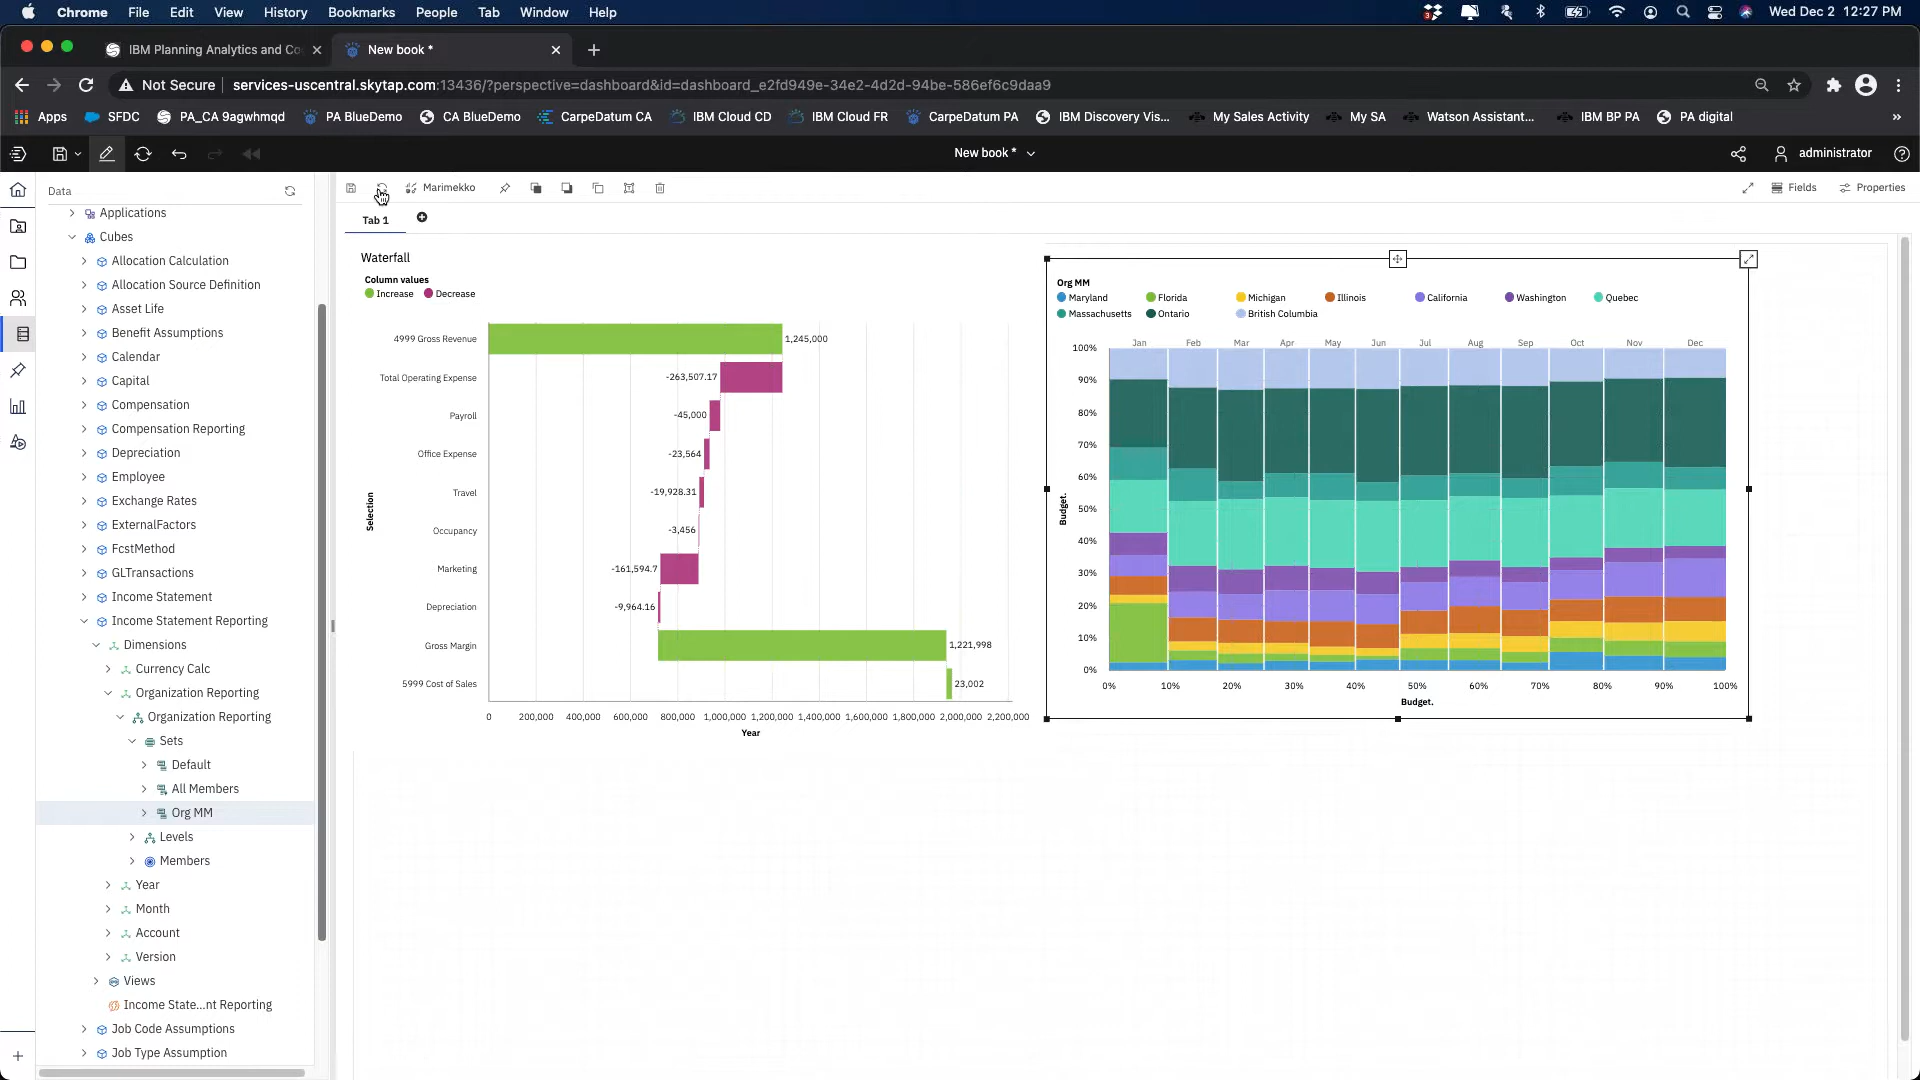 Chrome File Edit View History Bookmarks People Tab Window Help Wed Dec 2 12:27 PM
IBM Planning Analytics and Co New book *
Not Secure services-uscentral.skytap.com:13436/?perspective=dashboard&id=dashboard_e2fd949e-34e2-4d2d-94be-586ef6c9daa9
Apps SFDC PA_CA 9agwhmqd PA BlueDemo CA BlueDemo CarpeDatum CA IBM Cloud CD IBM Cloud FR CarpeDatum PA IBM Discovery Vis... My Sales Activity My SA Watson Assistant... IBM BP PA PA digital »
New book * administrator
Data
Marimekko Fields Properties
Tab 1
Applications
Cubes
Allocation Calculation
Allocation Source Definition
Asset Life
Benefit Assumptions
Calendar
Capital
Compensation
Compensation Reporting
Depreciation
Employee
Exchange Rates
ExternalFactors
FcstMethod
GLTransactions
Income Statement
Income Statement Reporting
Dimensions
Currency Calc
Organization Reporting
Organization Reporting
Sets
Default
All Members
Org MM
Levels
Members
Year
Month
Account
Version
Views
Income State...nt Reporting
Job Code Assumptions
Job Type Assumption
Waterfall
Column values
Increase Decrease
4999 Gross Revenue 1,245,000
Total Operating Expense -263,507.17
Payroll -45,000
Office Expense -23,564
Travel -19,928.31
Occupancy -3,456
Marketing -161,594.7
Depreciation -9,964.16
Gross Margin 1,221,998
5999 Cost of Sales 23,002
Selection
0 200,000 400,000 600,000 800,000 1,000,000 1,200,000 1,400,000 1,600,000 1,800,000 2,000,000 2,200,000
Year
Org MM
Maryland Florida Michigan Illinois California Washington Quebec
Massachusetts Ontario British Columbia
Jan Feb Mar Apr May Jun Jul Aug Sep Oct Nov Dec
100%
90%
80%
70%
60%
50%
40%
30%
20%
10%
0%
Budget.
0% 10% 20% 30% 40% 50% 60% 70% 80% 90% 100%
Budget.